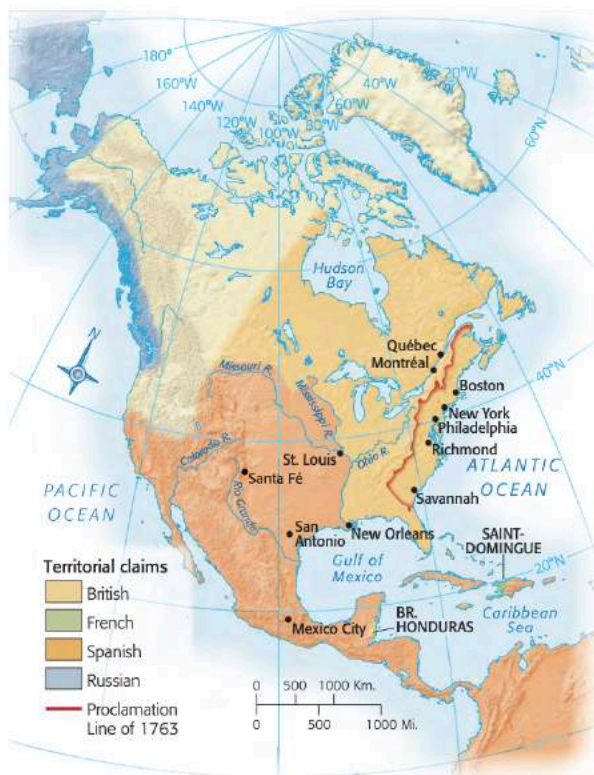 180°
160°W
140°W
120°W
100°W
80°W
60°W
40°W
20°W
60°N
Hudson
Bay
Québec
Montréal
40°N
Missouri R.
Mississippi R.
Boston
New York
Philadelphia
Colorado R.
St. Louis
Ohio R.
Richmond
Santa Fé
ATLANTIC
OCEAN
PACIFIC
OCEAN
Rio Grande
Savannah
San
Antonio
New Orleans
SAINT-
DOMINGUE
Gulf of
Mexico
20°N
Territorial claims
British
French
Spanish
Russian
Proclamation
Line of 1763
Mexico City
BR.
HONDURAS
Caribbean
Sea
0 500 1000 Km.
0 500 1000 Mi.
N